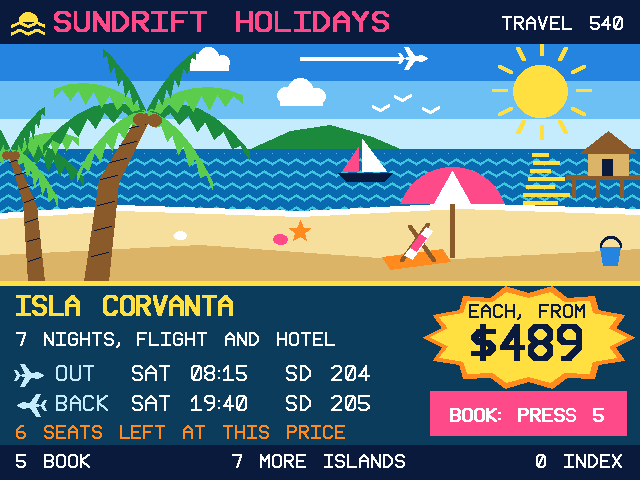 SUNDRIFT HOLIDAYS
TRAVEL 540
ISLA CORVANTA
7 NIGHTS, FLIGHT AND HOTEL
OUT SAT 08:15 SD 204
BACK SAT 19:40 SD 205
6 SEATS LEFT AT THIS PRICE
EACH, FROM
$489
BOOK: PRESS 5
5 BOOK
7 MORE ISLANDS
0 INDEX